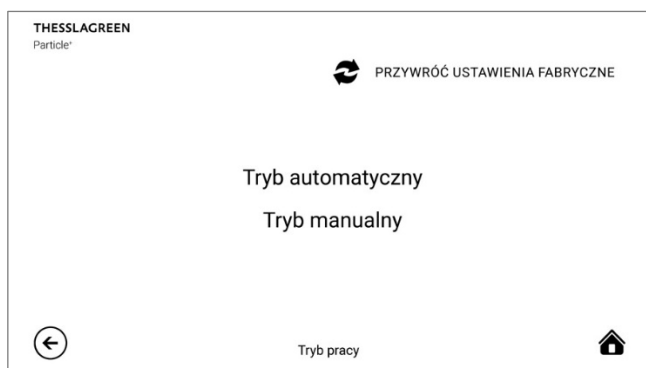 THESSLAGREEN
Particle+
PRZYWRÓĆ USTAWIENIA FABRYCZNE
Tryb automatyczny
Tryb manualny
Tryb pracy